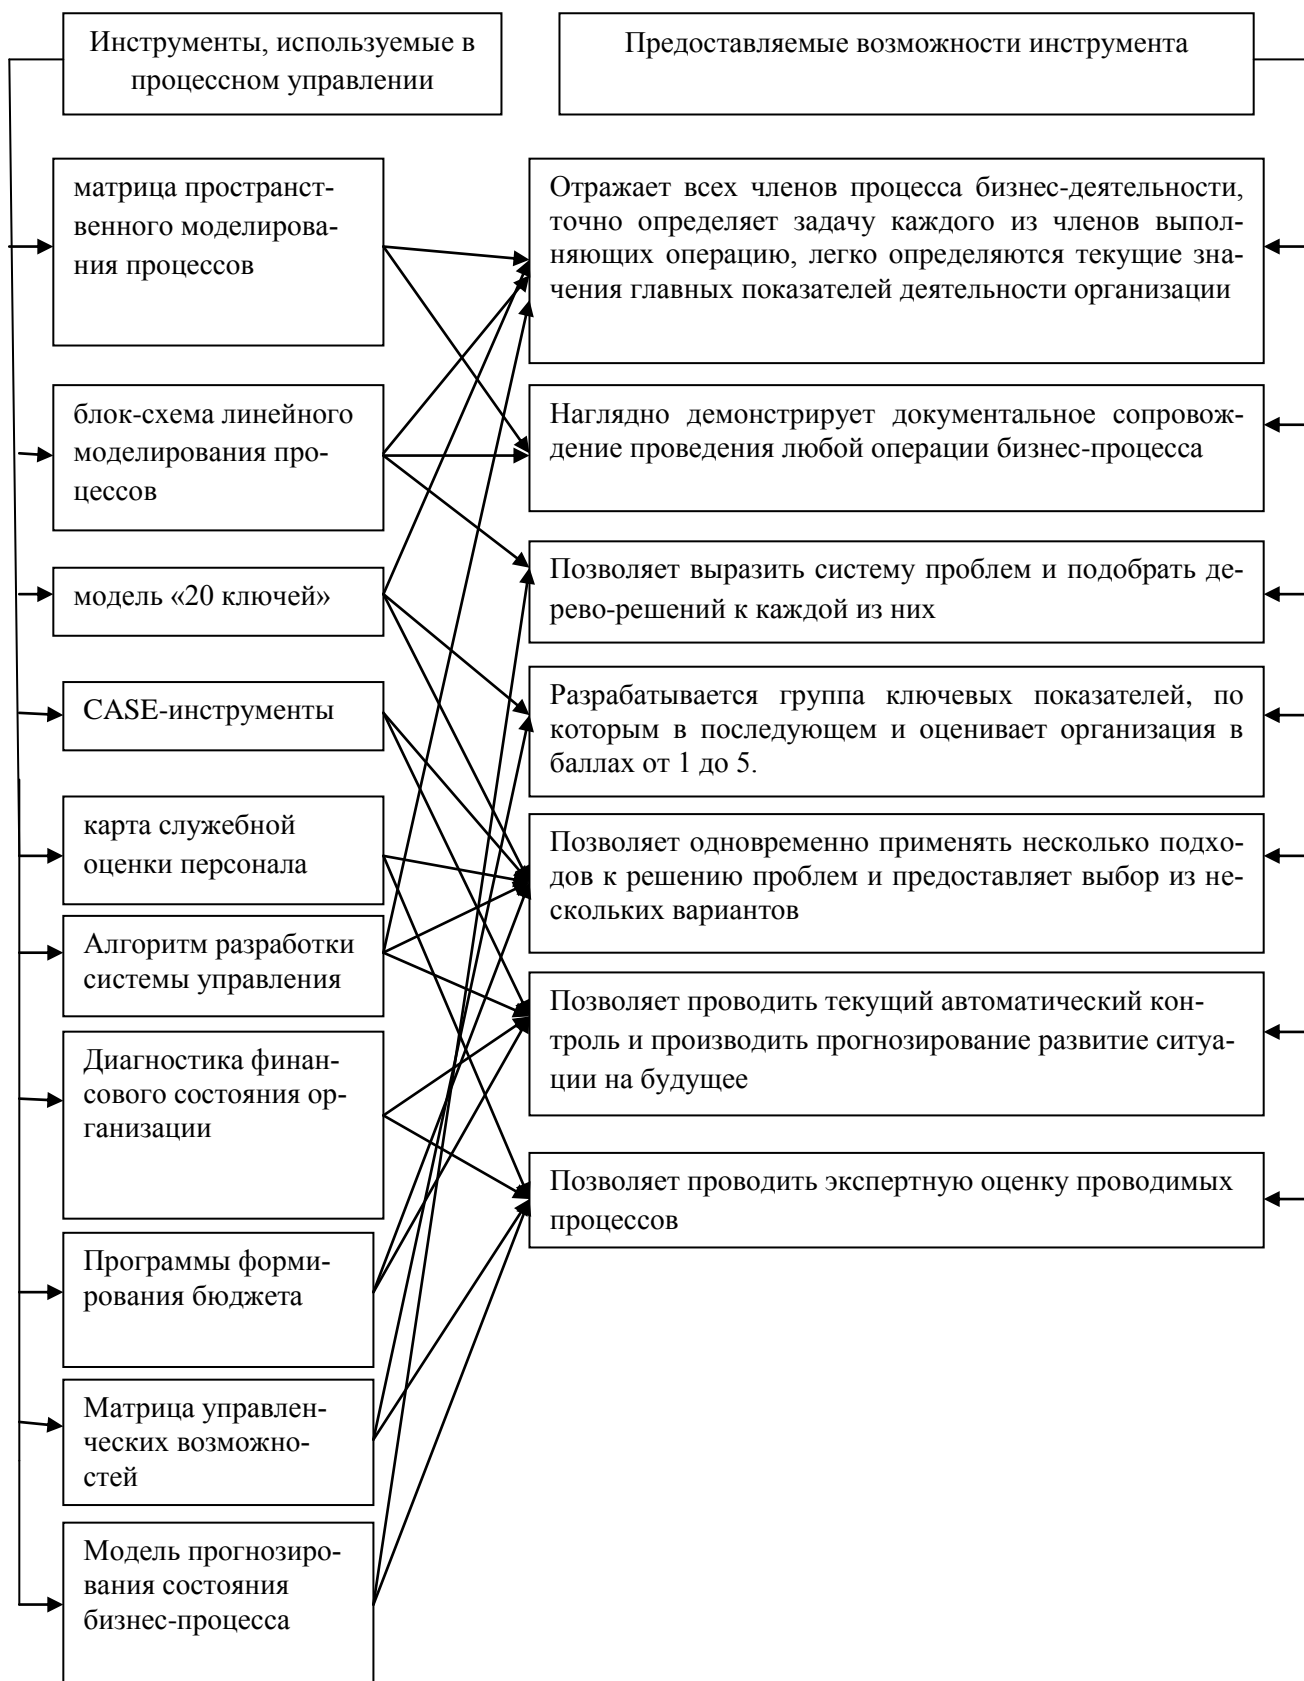 Инструменты, используемые в
процессном управлении
Предоставляемые возможности инструмента
матрица пространст-
венного моделирова-
ния процессов
блок-схема линейного
моделирования про-
цессов
модель «20 ключей»
CASE-инструменты
карта служебной
оценки персонала
Алгоритм разработки
системы управления
Диагностика финан-
сового состояния ор-
ганизации
Программы форми-
рования бюджета
Матрица управлен-
ческих возможно-
стей
Модель прогнозиро-
вания состояния
бизнес-процесса
Отражает всех членов процесса бизнес-деятельности,
точно определяет задачу каждого из членов выпол-
няющих операцию, легко определяются текущие зна-
чения главных показателей деятельности организации
Наглядно демонстрирует документальное сопровож-
дение проведения любой операции бизнес-процесса
Позволяет выразить систему проблем и подобрать де-
рево-решений к каждой из них
Разрабатывается группа ключевых показателей, по
которым в последующем и оценивает организация в
баллах от 1 до 5.
Позволяет одновременно применять несколько подхо-
дов к решению проблем и предоставляет выбор из не-
скольких вариантов
Позволяет проводить текущий автоматический кон-
троль и производить прогнозирование развитие ситуа-
ции на будущее
Позволяет проводить экспертную оценку проводимых
процессов